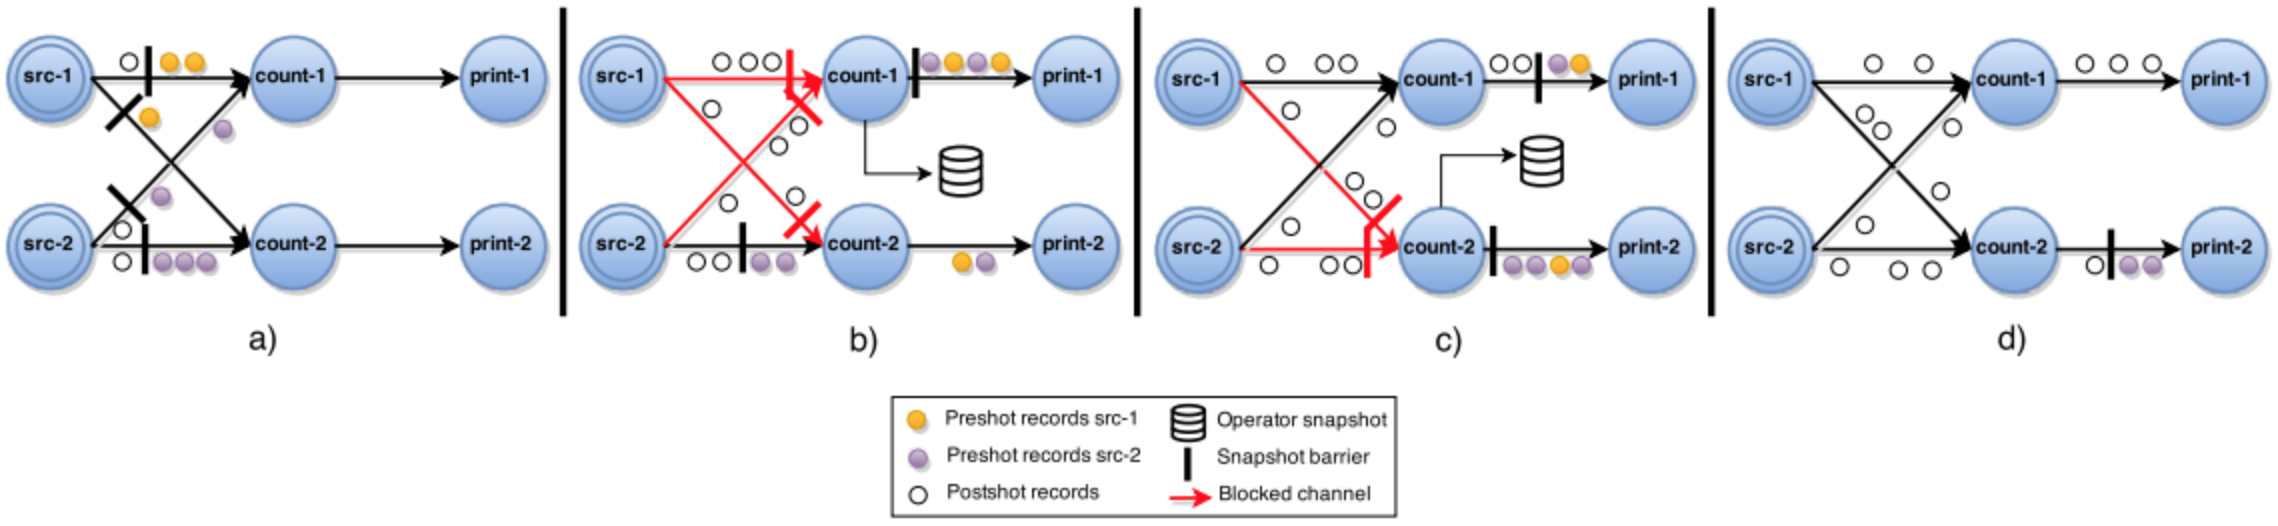 src-1 count-1 print-1 src-1 count-1 print-1 src-1 count-1 print-1 src-1 count-1 print-1
src-2 count-2 print-2 src-2 count-2 print-2 src-2 count-2 print-2 src-2 count-2 print-2
a) b) c) d)
Preshot records src-1 Operator snapshot
Preshot records src-2 Snapshot barrier
Postshot records Blocked channel